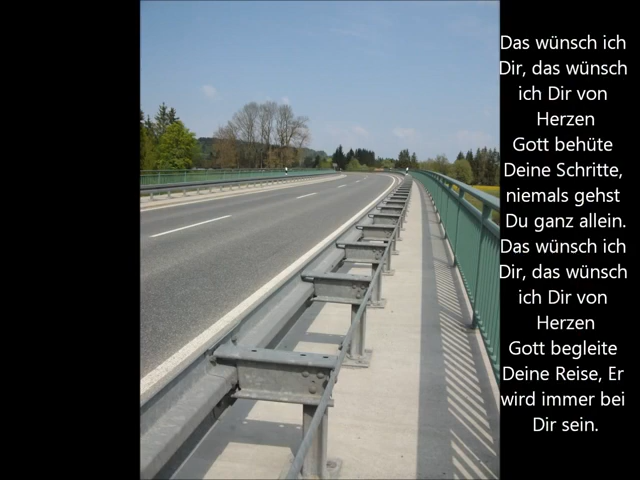 Das wünsch ich
Dir, das wünsch
ich Dir von
Herzen
Gott behüte
Deine Schritte,
niemals gehst
Du ganz allein.
Das wünsch ich
Dir, das wünsch
ich Dir von
Herzen
Gott begleite
Deine Reise, Er
wird immer bei
Dir sein.